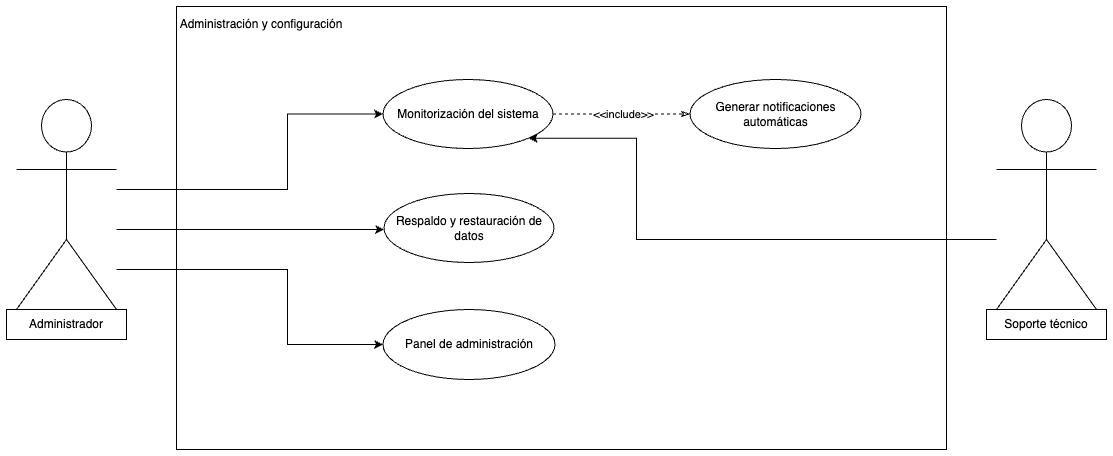 Administración y configuración
Monitorización del sistema
<<include>>
Generar notificaciones
automáticas
Respaldo y restauración de
datos
Administrador
Soporte técnico
Panel de administración